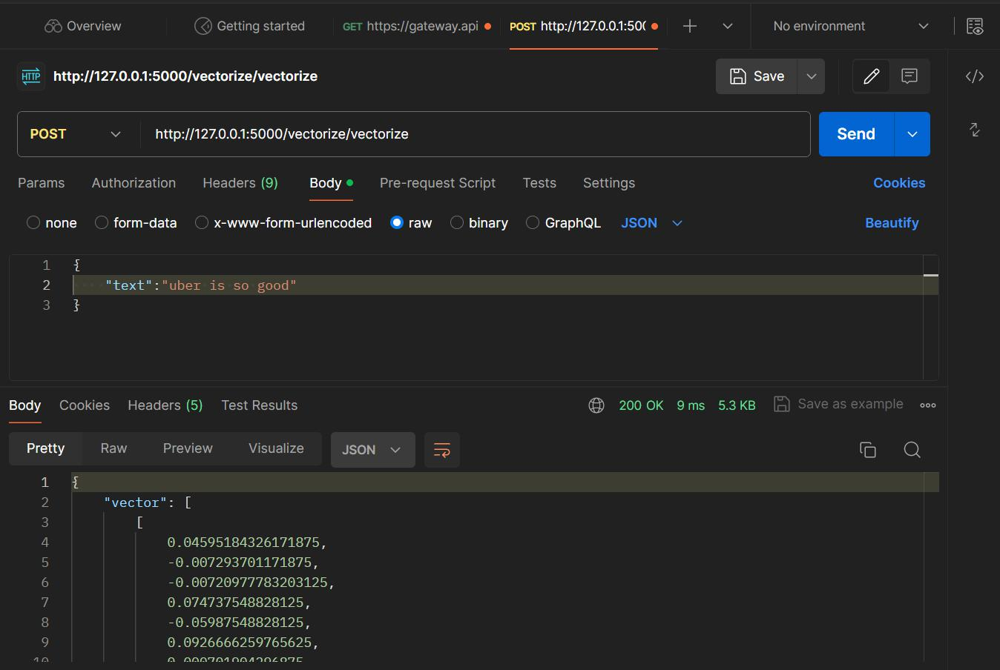 Overview Getting started GET https://gateway.api POST http://127.0.0.1:500 No environment
HTTP http://127.0.0.1:5000/vectorize/vectorize Save
POST http://127.0.0.1:5000/vectorize/vectorize Send
Params Authorization Headers (9) Body Pre-request Script Tests Settings Cookies
none form-data x-www-form-urlencoded raw binary GraphQL JSON Beautify
1 {
2 "text":"uber is so good"
3 }
Body Cookies Headers (5) Test Results 200 OK 9 ms 5.3 KB Save as example
Pretty Raw Preview Visualize JSON
1 {
2 "vector": [
3 [
4 0.04595184326171875,
5 -0.007293701171875,
6 -0.00720977783203125,
7 0.074737548828125,
8 -0.05987548828125,
9 0.0926666259765625,
10